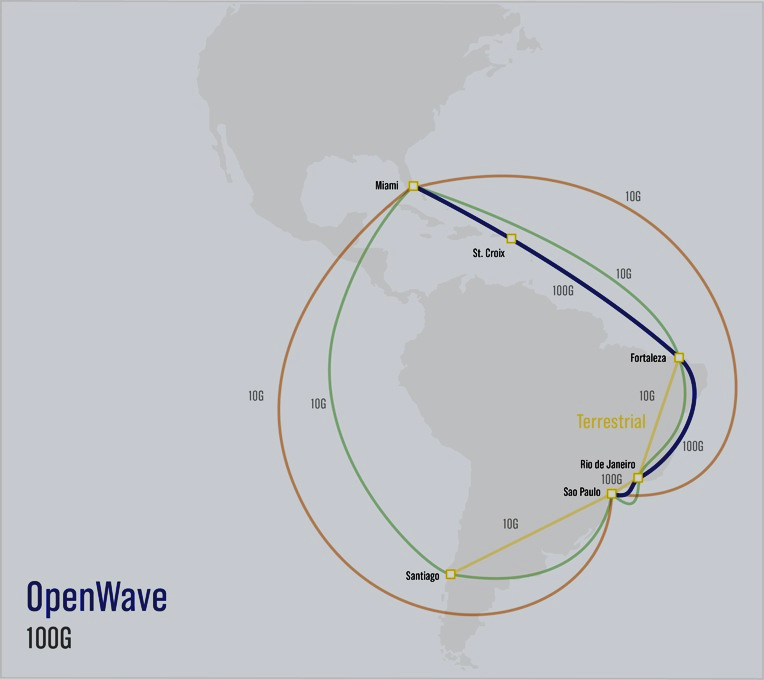 Miami
10G
St. Croix
10G
100G
Fortaleza
10G
10G
10G
Terrestrial
100G
Rio de Janeiro
100G
Sao Paulo
10G
Santiago
OpenWave
100G